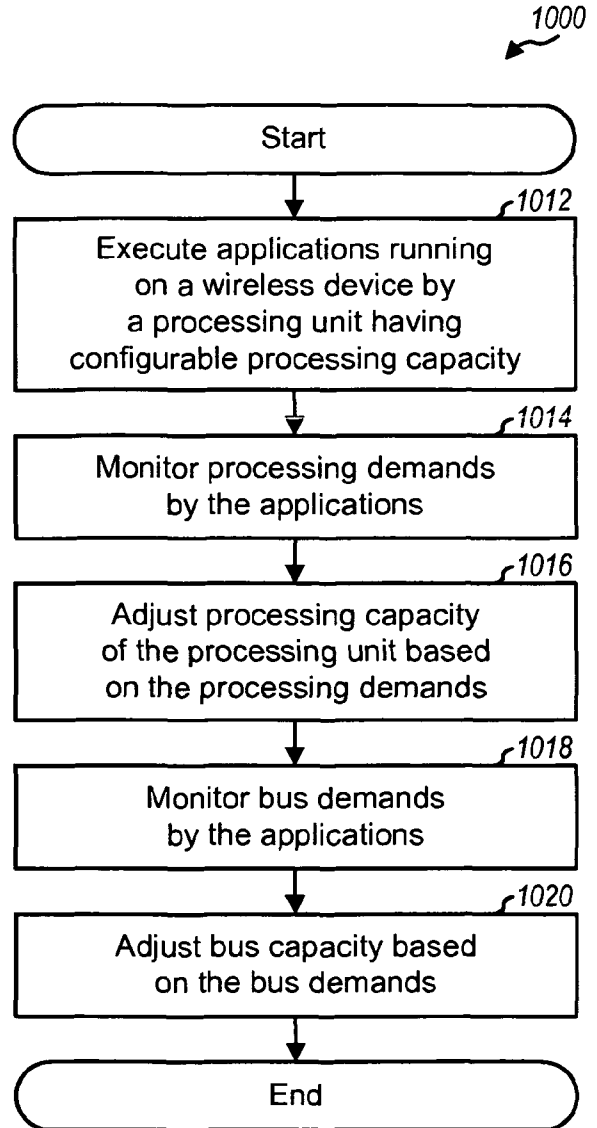 1000
Start
1012
Execute applications running
on a wireless device by
a processing unit having
configurable processing capacity
1014
Monitor processing demands
by the applications
1016
Adjust processing capacity
of the processing unit based
on the processing demands
1018
Monitor bus demands
by the applications
1020
Adjust bus capacity based
on the bus demands
End